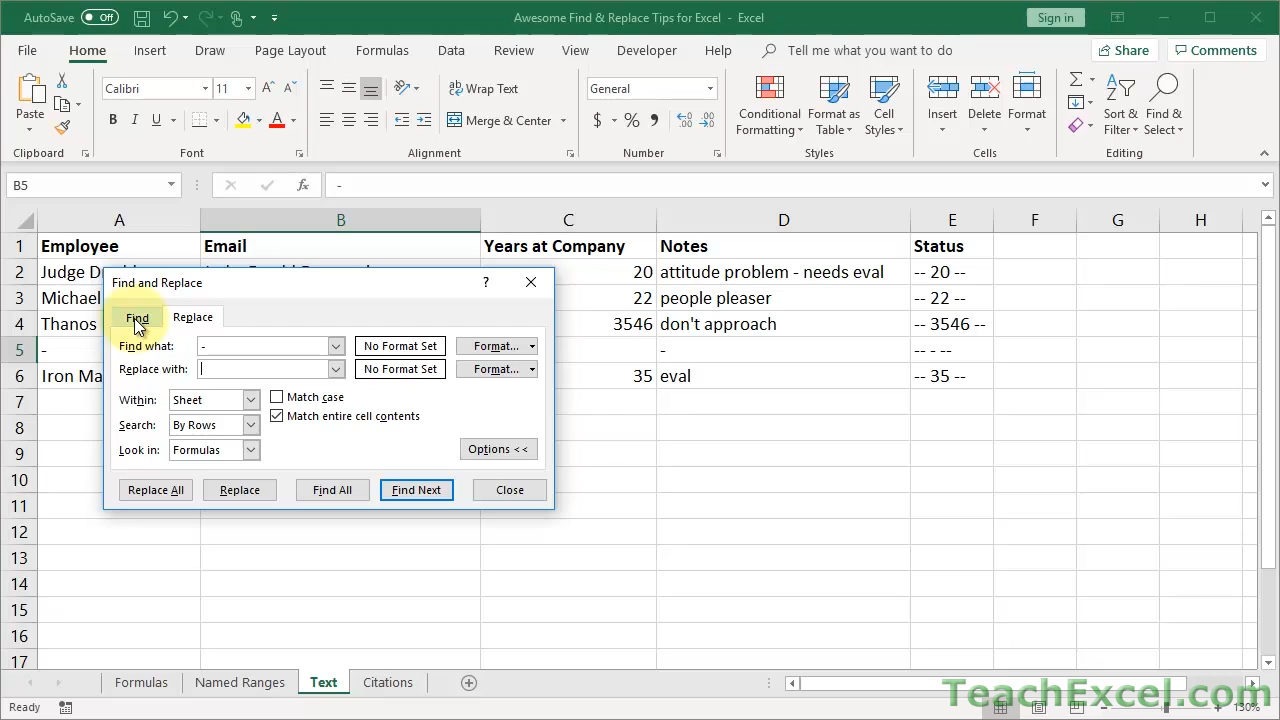 AutoSave Off Awesome Find & Replace Tips for Excel - Excel Sign in
File Home Insert Draw Page Layout Formulas Data Review View Developer Help Tell me what you want to do Share Comments
Paste Calibri 11 Wrap Text General Conditional Formatting Format as Table Cell Styles Insert Delete Format Sort & Filter Find & Select
B I U Merge & Center $ % 9
Clipboard Font Alignment Number Styles Cells Editing
B5 fx -
A B C D E F G H
1 Employee Email Years at Company Notes Status
2 20 attitude problem - needs eval -- 20 --
3 Michael 22 people pleaser -- 22 --
4 Thanos 3546 don't approach -- 3546 --
5 - - -- - --
6 Iron Ma 35 eval -- 35 --
7
8
9
10
11
12
13
14
15
16
17
Find and Replace ?
Find Replace
Find what: - No Format Set Format...
Replace with: No Format Set Format...
Within: Sheet Match case
Search: By Rows Match entire cell contents
Look in: Formulas Options <<
Replace All Replace Find All Find Next Close
Formulas Named Ranges Text Citations
Ready 130%
TeachExcel.com